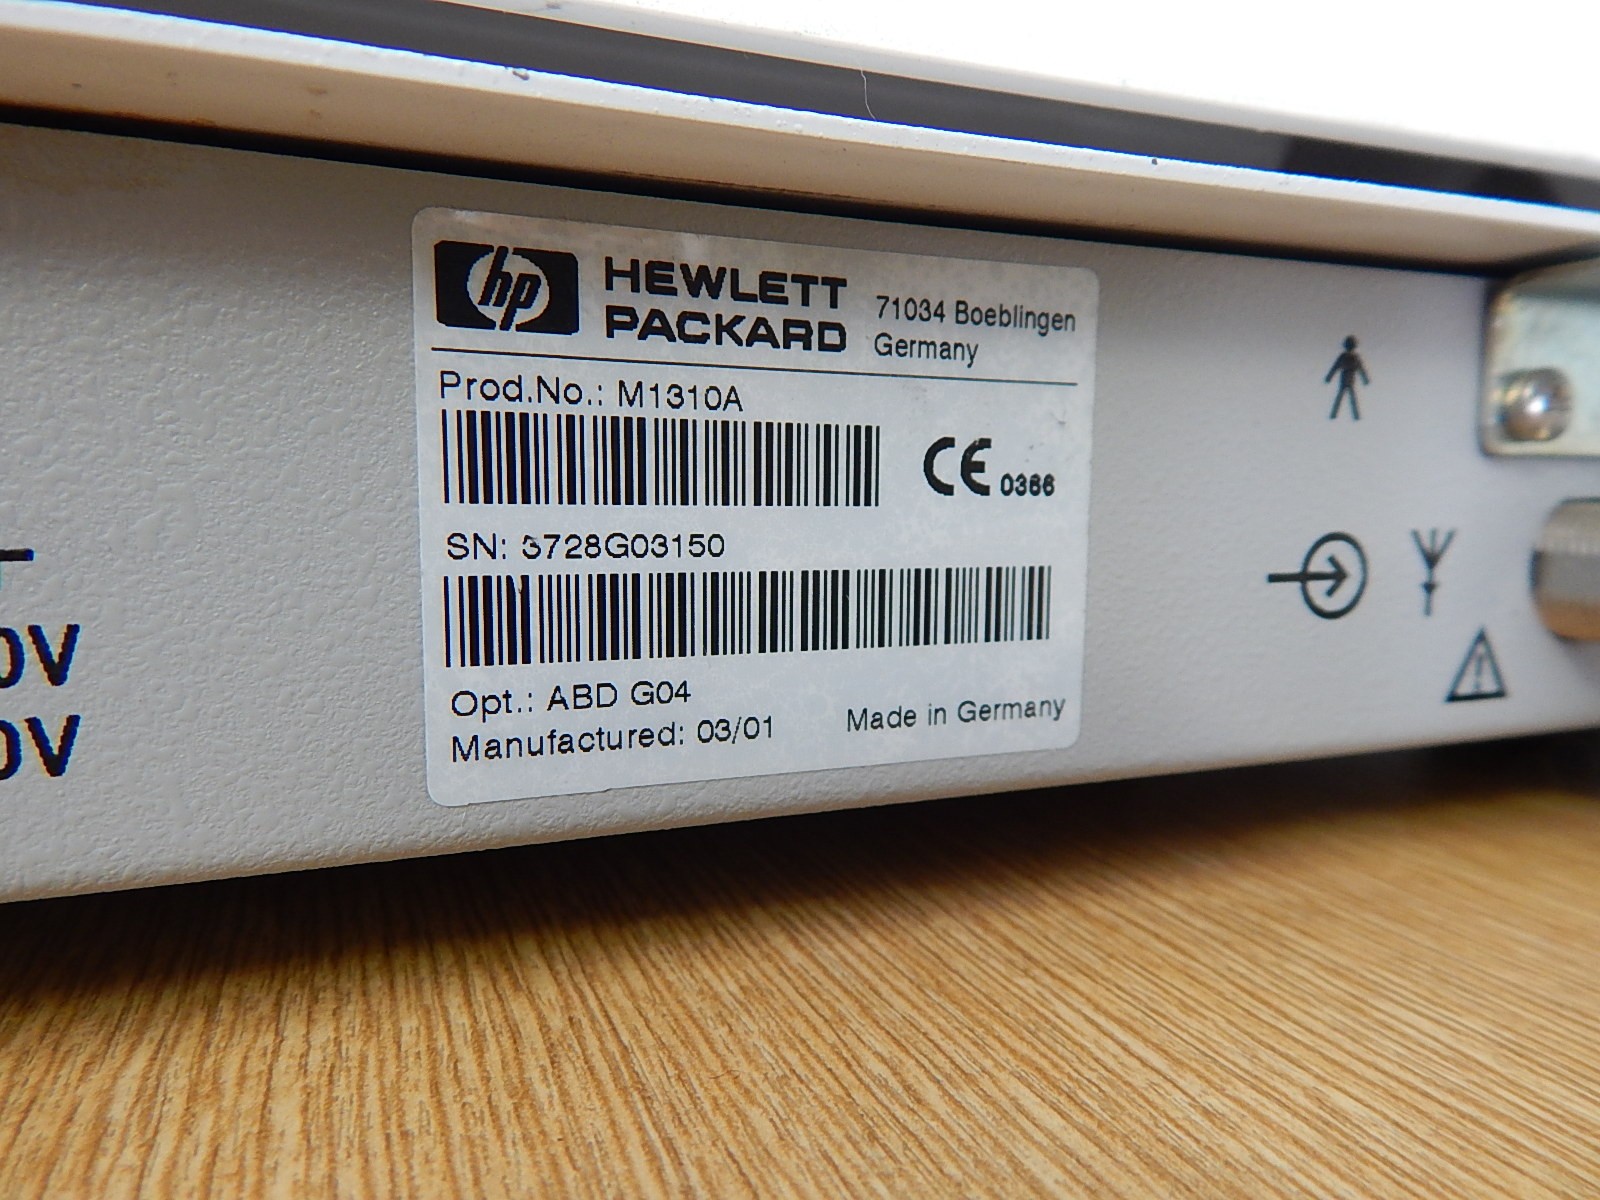 hp HEWLETT PACKARD
71034 Boeblingen
Germany
Prod.No.: M1310A
CE 0366
SN: 3728G03150
Opt.: ABD G04
Manufactured: 03/01
Made in Germany
0V
0V